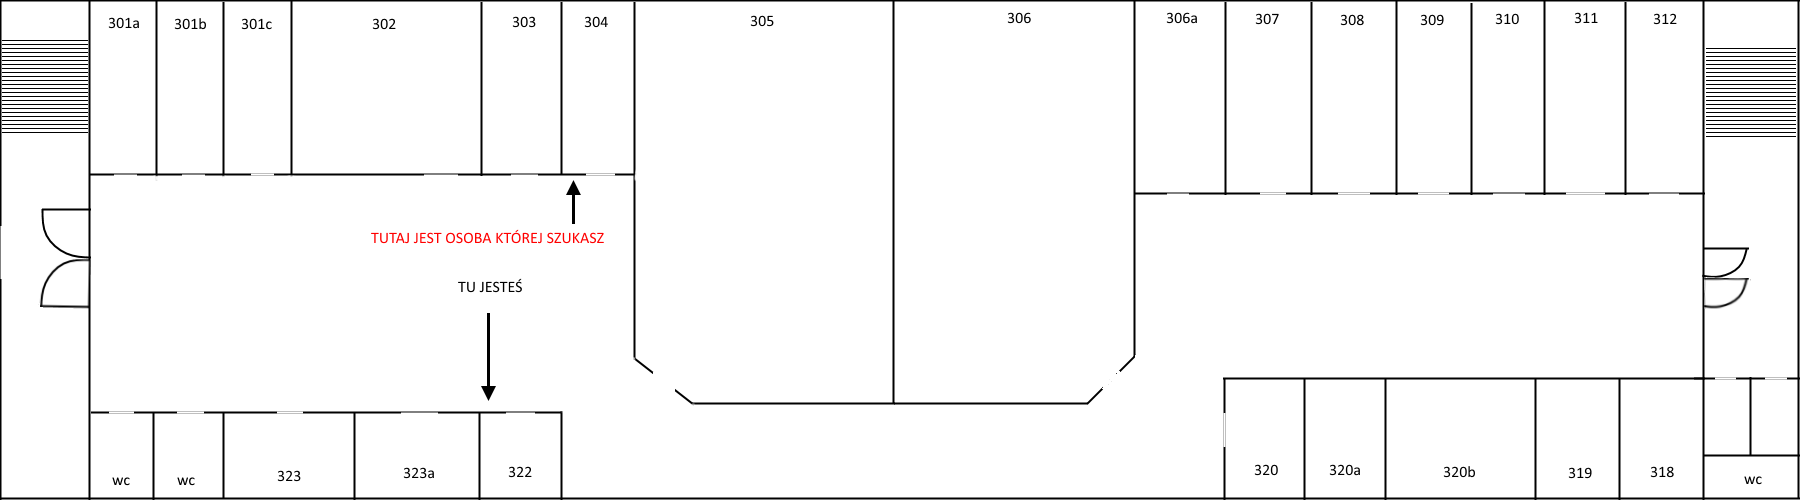 301a 301b 301c 302 303 304 305 306 306a 307 308 309 310 311 312
TUTAJ JEST OSOBA KTÓREJ SZUKASZ
TU JESTEŚ
wc wc 323 323a 322 320 320a 320b 319 318 wc